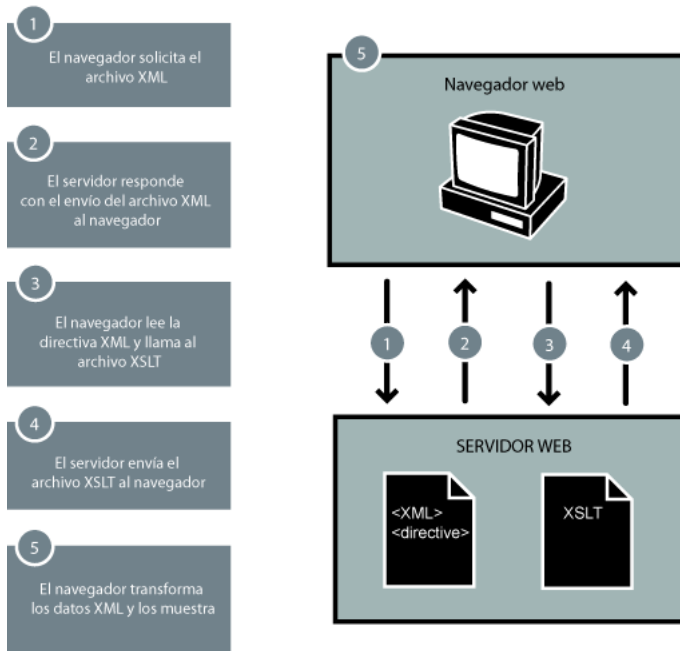 1
El navegador solicita el
archivo XML
2
El servidor responde
con el envío del archivo XML
al navegador
3
El navegador lee la
directiva XML y llama al
archivo XSLT
4
El servidor envía el
archivo XSLT al navegador
5
El navegador transforma
los datos XML y los muestra
5
Navegador web
1 2 3 4
SERVIDOR WEB
<XML>
<directive>
XSLT